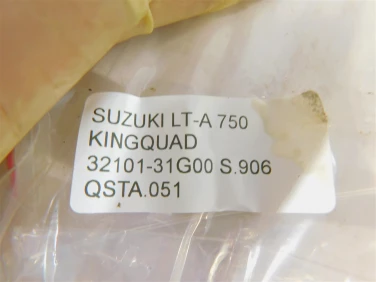 SUZUKI LT-A 750
KINGQUAD
32101-31G00 S.906
QSTA.051